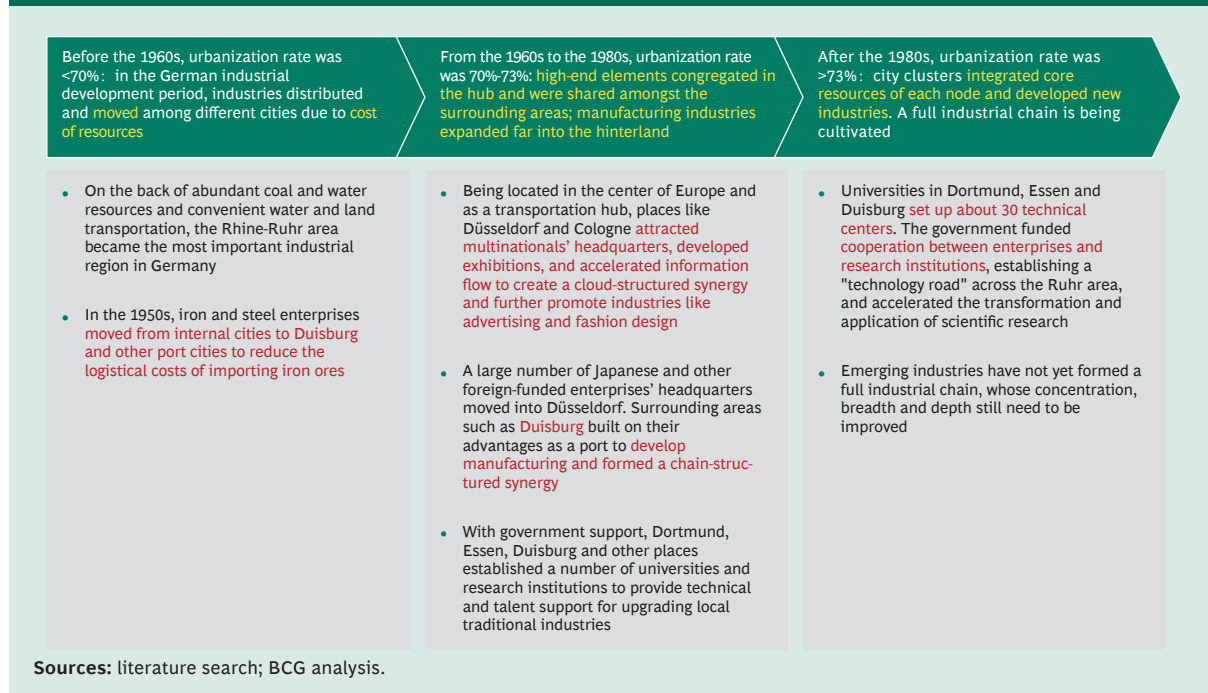 Before the 1960s, urbanization rate was
<70%: in the German industrial
development period, industries distributed
and moved among different cities due to cost
of resources
From the 1960s to the 1980s, urbanization rate
was 70%-73%: high-end elements congregated in
the hub and were shared amongst the
surrounding areas; manufacturing industries
expanded far into the hinterland
After the 1980s, urbanization rate was
>73%: city clusters integrated core
resources of each node and developed new
industries. A full industrial chain is being
cultivated
• On the back of abundant coal and water
resources and convenient water and land
transportation, the Rhine-Ruhr area
became the most important industrial
region in Germany
• In the 1950s, iron and steel enterprises
moved from internal cities to Duisburg
and other port cities to reduce the
logistical costs of importing iron ores
• Being located in the center of Europe and
as a transportation hub, places like
Düsseldorf and Cologne attracted
multinationals’ headquarters, developed
exhibitions, and accelerated information
flow to create a cloud-structured synergy
and further promote industries like
advertising and fashion design
• A large number of Japanese and other
foreign-funded enterprises’ headquarters
moved into Düsseldorf. Surrounding areas
such as Duisburg built on their
advantages as a port to develop
manufacturing and formed a chain-struc-
tured synergy
• With government support, Dortmund,
Essen, Duisburg and other places
established a number of universities and
research institutions to provide technical
and talent support for upgrading local
traditional industries
• Universities in Dortmund, Essen and
Duisburg set up about 30 technical
centers. The government funded
cooperation between enterprises and
research institutions, establishing a
"technology road" across the Ruhr area,
and accelerated the transformation and
application of scientific research
• Emerging industries have not yet formed a
full industrial chain, whose concentration,
breadth and depth still need to be
improved
Sources: literature search; BCG analysis.